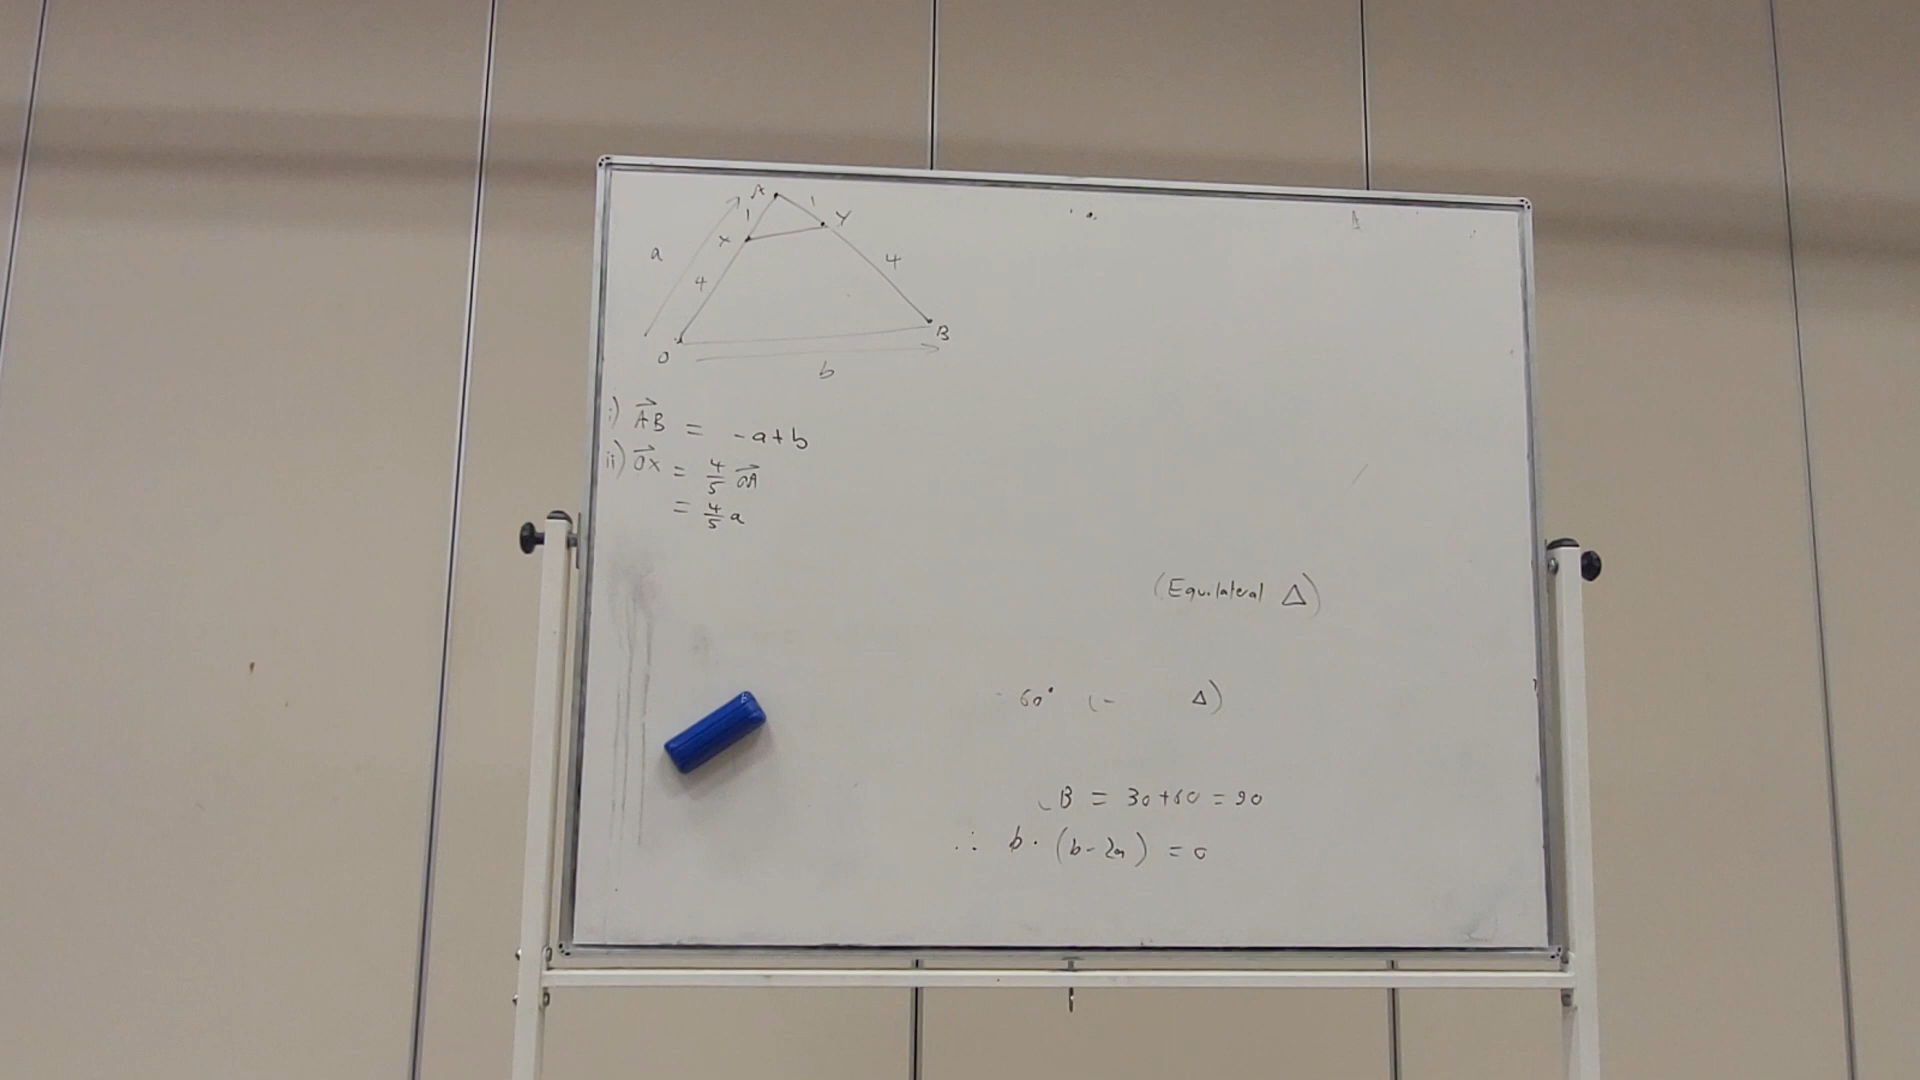 A
1
1
Y
X
a
4
4
O
B
b
i) AB⃗ = -a+b
ii) OX⃗ = 4/5 OA⃗
= 4/5 a
(Equilateral Δ)
60° (- Δ)
B = 30+60 = 90
∴ b · (b-2a) = 0